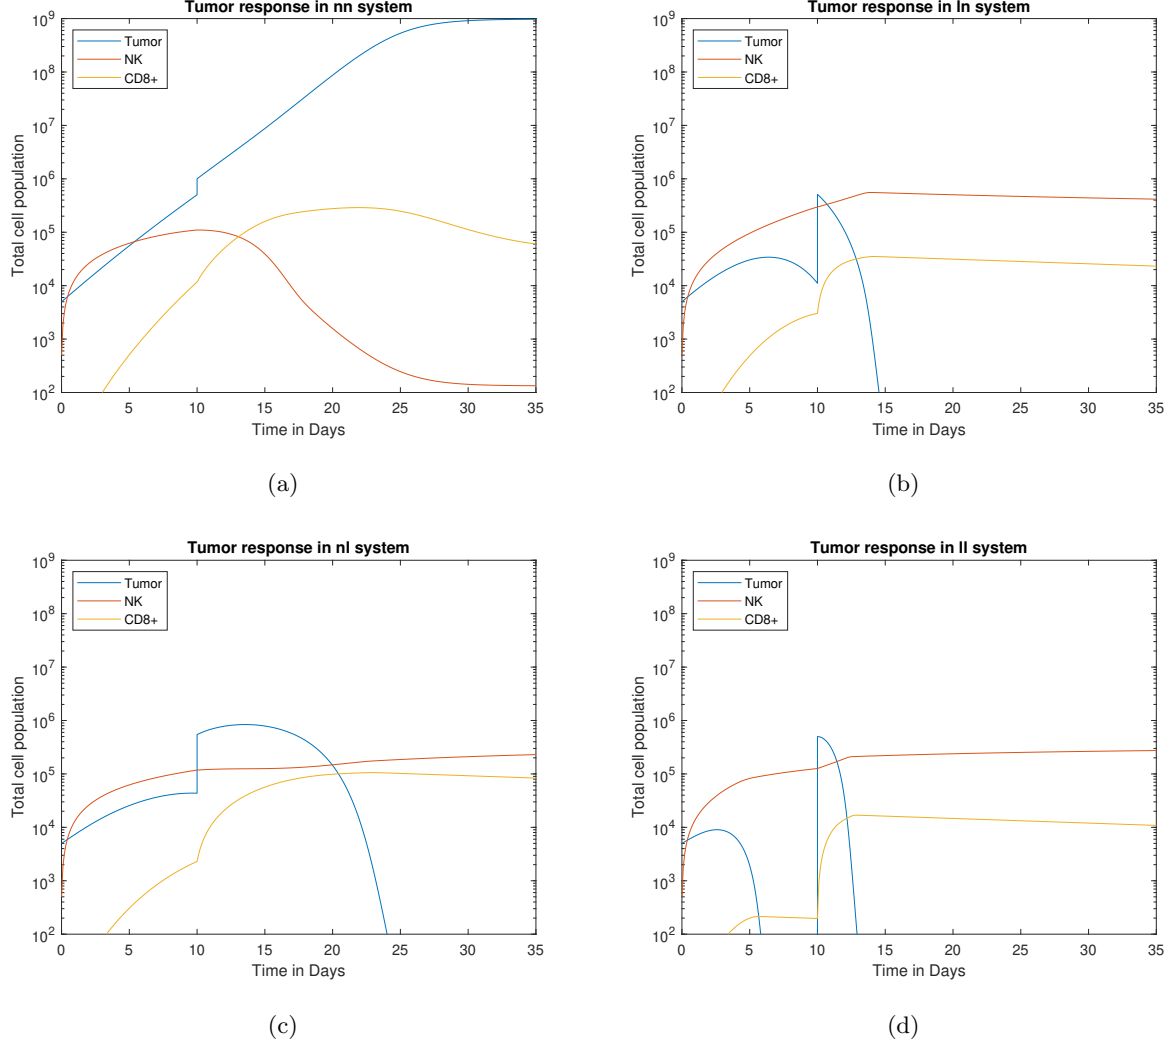 Tumor response in nn system
10^9
10^8
10^7
10^6
10^5
10^4
10^3
10^2
Total cell population
Tumor
NK
CD8+
0 5 10 15 20 25 30 35
Time in Days
(a)
Tumor response in ln system
10^9
10^8
10^7
10^6
10^5
10^4
10^3
10^2
Total cell population
Tumor
NK
CD8+
0 5 10 15 20 25 30 35
Time in Days
(b)
Tumor response in nl system
10^9
10^8
10^7
10^6
10^5
10^4
10^3
10^2
Total cell population
Tumor
NK
CD8+
0 5 10 15 20 25 30 35
Time in Days
(c)
Tumor response in ll system
10^9
10^8
10^7
10^6
10^5
10^4
10^3
10^2
Total cell population
Tumor
NK
CD8+
0 5 10 15 20 25 30 35
Time in Days
(d)